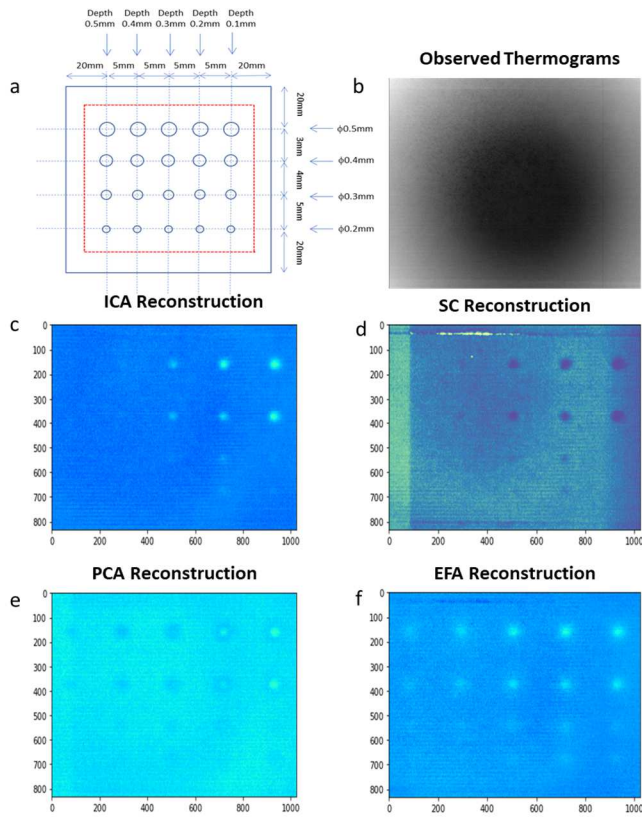 Depth 0.5mm
Depth 0.4mm
Depth 0.3mm
Depth 0.2mm
Depth 0.1mm
20mm 5mm 5mm 5mm 5mm 20mm
a
20mm
3mm
4mm
5mm
20mm
ϕ0.5mm
ϕ0.4mm
ϕ0.3mm
ϕ0.2mm
Observed Thermograms
b
ICA Reconstruction
c
0
100
200
300
400
500
600
700
800
0 200 400 600 800 1000
SC Reconstruction
d
0
100
200
300
400
500
600
700
800
0 200 400 600 800 1000
PCA Reconstruction
e
0
100
200
300
400
500
600
700
800
0 200 400 600 800 1000
EFA Reconstruction
f
0
100
200
300
400
500
600
700
800
0 200 400 600 800 1000